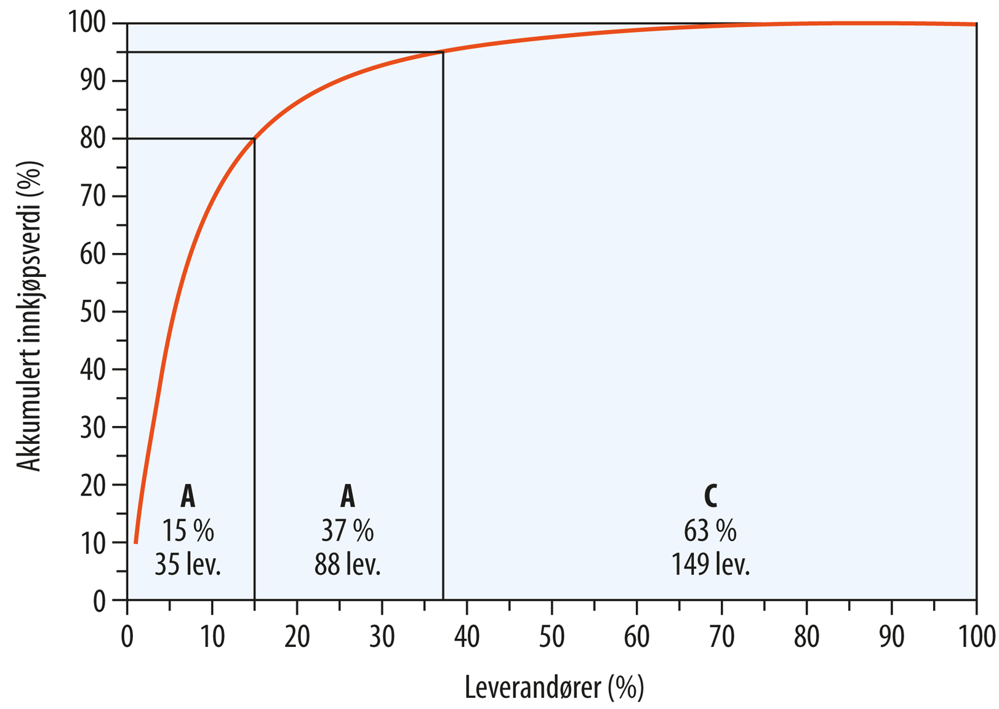 Akkumulert innkjøpsverdi (%)
100
90
80
70
60
50
40
30
20
10
0
A
15 %
35 lev.
A
37 %
88 lev.
C
63 %
149 lev.
0 10 20 30 40 50 60 70 80 90 100
Leverandører (%)